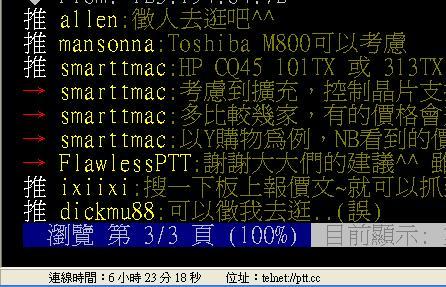 推 allen:徵人去逛吧^^
推 mansonna:Toshiba M800可以考慮
推 smarttmac:HP CQ45 101TX 或 313TX
→ smarttmac:考慮到擴充，控制晶片支
→ smarttmac:多比較幾家，有的價格會
→ smarttmac:以Y購物為例，NB看到的價
→ FlawlessPTT:謝謝大大們的建議^^ 雖
推 ixiixi:搜一下板上報價文~就可以抓
推 dickmu88:可以徵我去逛..(誤)
瀏覽 第 3/3 頁 (100%) 目前顯示:
連線時間：6 小時 23 分 18 秒 位址：telnet://ptt.cc